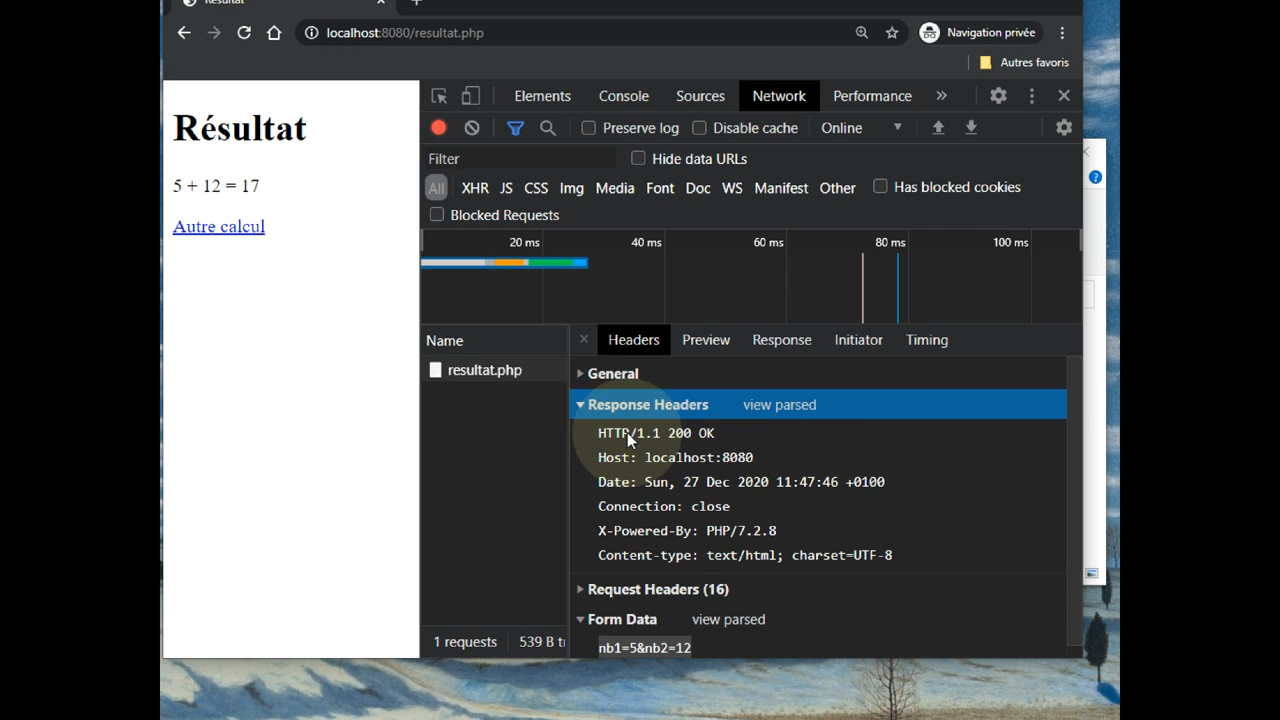 Résultat
localhost:8080/resultat.php
Navigation privée
Autres favoris
Résultat
5 + 12 = 17
Autre calcul
Elements Console Sources Network Performance »
Preserve log Disable cache Online
Filter Hide data URLs
All XHR JS CSS Img Media Font Doc WS Manifest Other Has blocked cookies
Blocked Requests
20 ms 40 ms 60 ms 80 ms 100 ms
Name
resultat.php
Headers Preview Response Initiator Timing
General
Response Headers view parsed
HTTP/1.1 200 OK
Host: localhost:8080
Date: Sun, 27 Dec 2020 11:47:46 +0100
Connection: close
X-Powered-By: PHP/7.2.8
Content-type: text/html; charset=UTF-8
Request Headers (16)
Form Data view parsed
nb1=5&nb2=12
1 requests 539 B